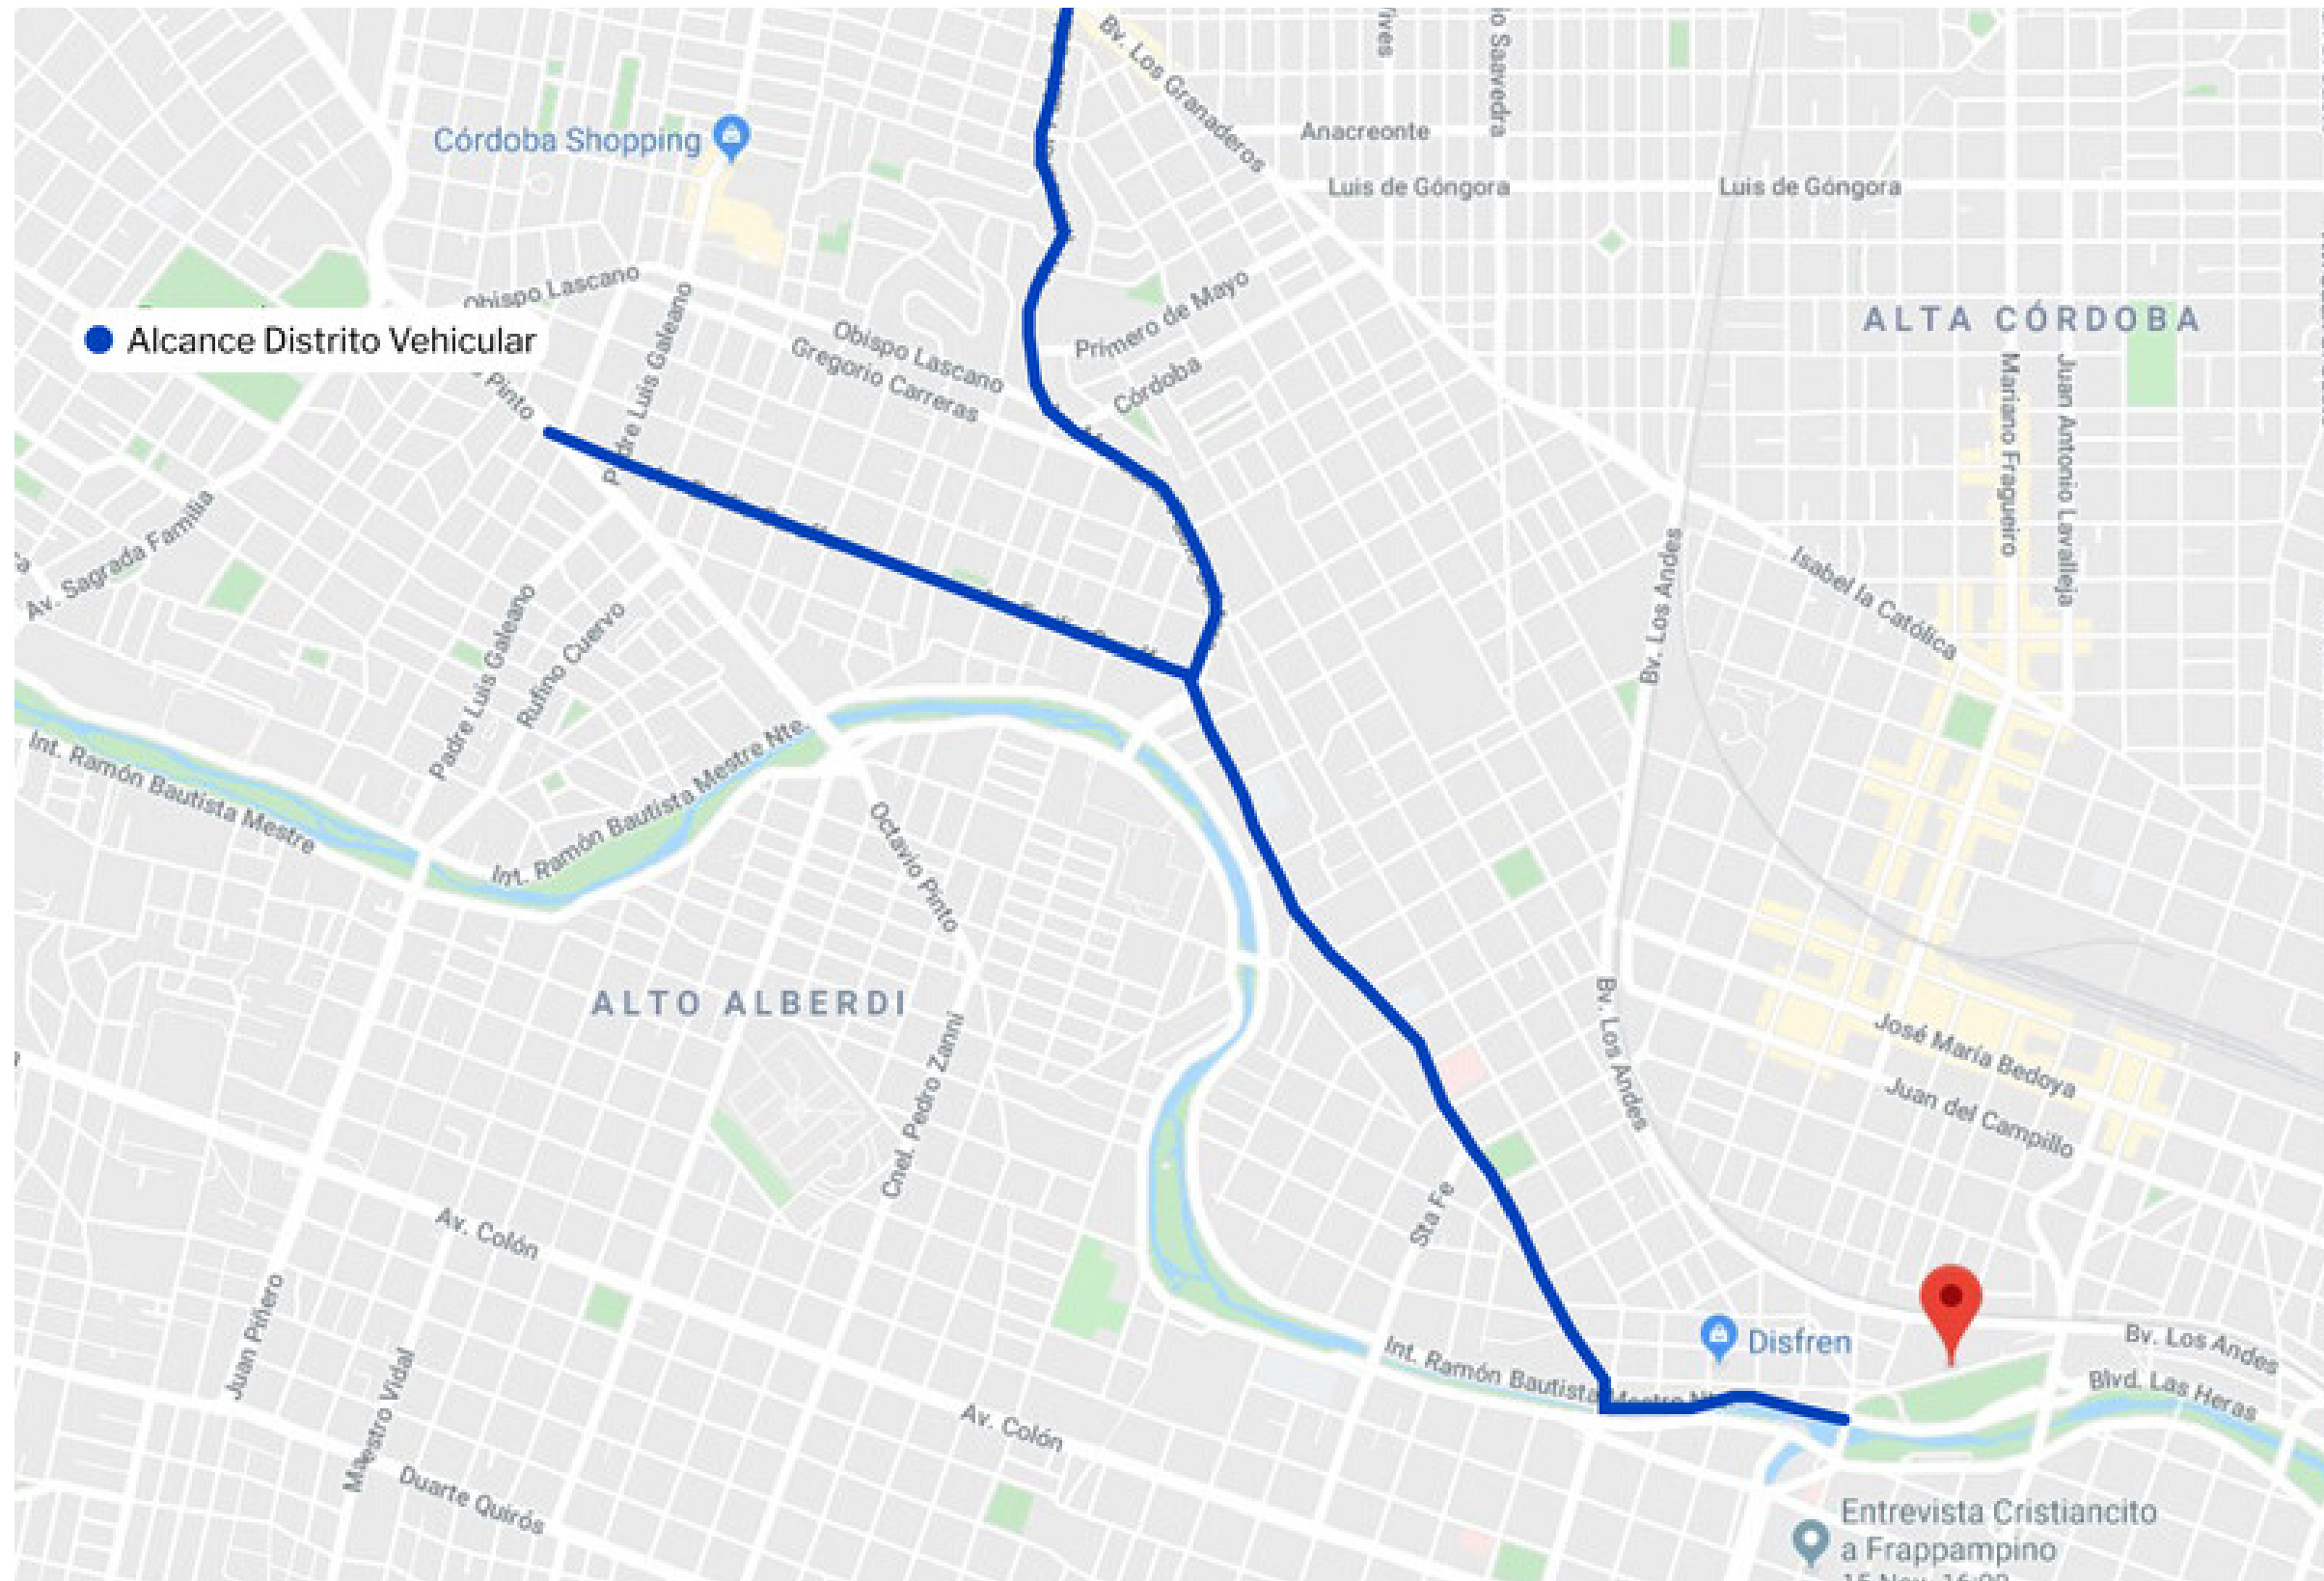 Bv. Los Granaderos
Anacreonte
Córdoba Shopping
Luis de Góngora
Luis de Góngora
Obispo Lascano
Primero de Mayo
ALTA CÓRDOBA
Alcance Distrito Vehicular
Pinto
Padre Luis Galeano
Obispo Lascano
Gregorio Carreras
Córdoba
Mariano Fragueiro
Juan Antonio Lavalleja
Av. Sagrada Familia
Bv. Los Andes
Isabel la Católica
Padre Luis Galeano
Rufino Cuervo
Int. Ramón Bautista Mestre
Int. Ramón Bautista Mestre Nte.
Octavio Pinto
ALTO ALBERDI
Bv. Los Andes
José María Bedoya
Juan del Campillo
Cnel. Pedro Zanni
Sta Fe
Av. Colón
Juan Piñero
Maestro Vidal
Disfren
Bv. Los Andes
Int. Ramón Bautista Mestre
Blvd. Las Heras
Av. Colón
Duarte Quirós
Entrevista Cristiancito
a Frappampino